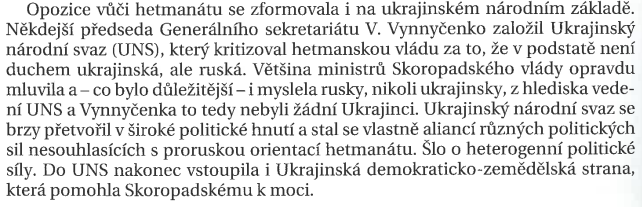 Opozice vůči hetmanátu se zformovala i na ukrajinském národním základě.
Někdejší předseda Generálního sekretariátu V. Vynnyčenko založil Ukrajinský
národní svaz (UNS), který kritizoval hetmanskou vládu za to, že v podstatě není
duchem ukrajinská, ale ruská. Většina ministrů Skoropadského vlády opravdu
mluvila a – co bylo důležitější – i myslela rusky, nikoli ukrajinsky, z hlediska vede-
ní UNS a Vynnyčenka to tedy nebyli žádní Ukrajinci. Ukrajinský národní svaz se
brzy přetvořil v široké politické hnutí a stal se vlastně aliancí různých politických
sil nesouhlasících s proruskou orientací hetmanátu. Šlo o heterogenní politické
síly. Do UNS nakonec vstoupila i Ukrajinská demokraticko-zemědělská strana,
která pomohla Skoropadskému k moci.